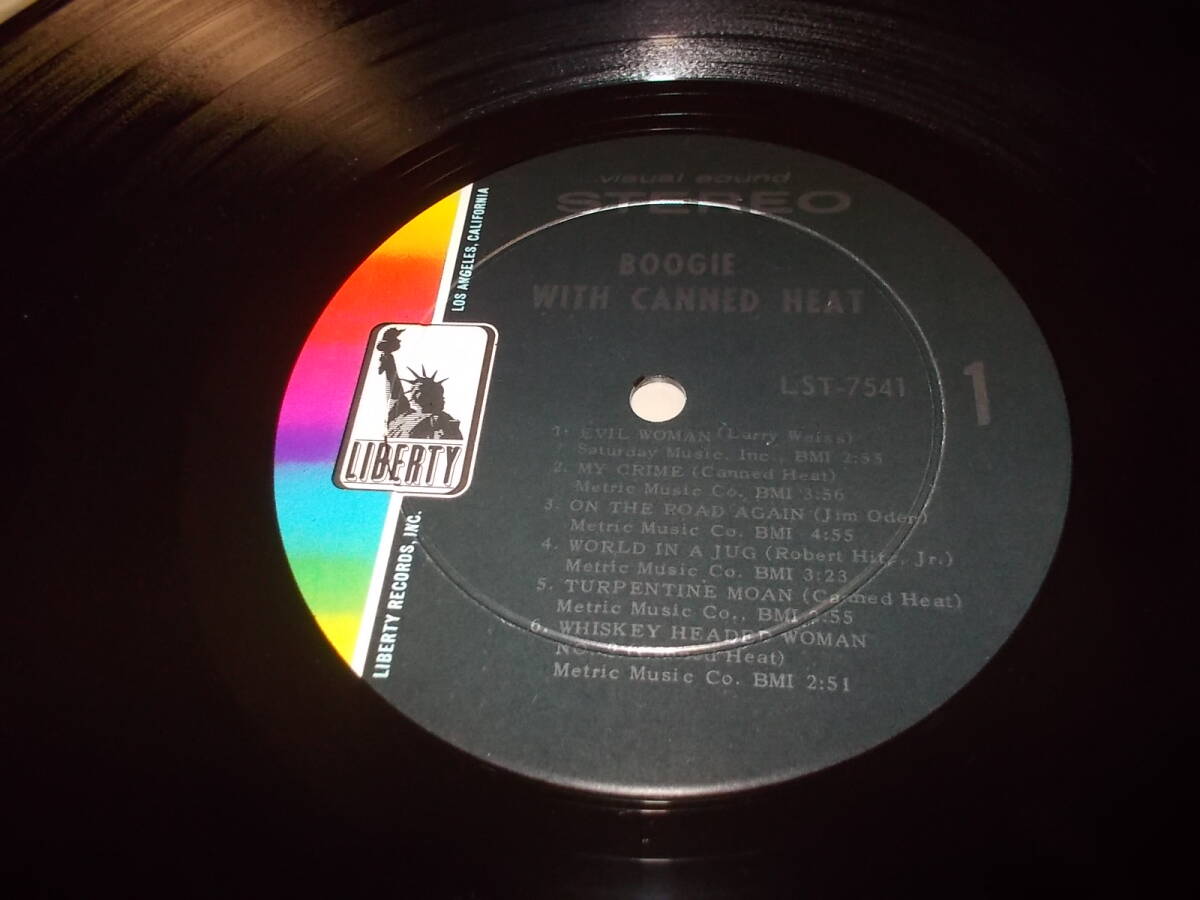 visual sound
STEREO
BOOGIE
WITH CANNED HEAT
LST-7541
1
1. EVIL WOMAN (Larry Weiss)
Saturday Music, Inc., BMI 2:55
2. MY CRIME (Canned Heat)
Metric Music Co. BMI 3:56
3. ON THE ROAD AGAIN (Jim Oden)
Metric Music Co. BMI 4:55
4. WORLD IN A JUG (Robert Hite, Jr.)
Metric Music Co. BMI 3:23
5. TURPENTINE MOAN (Canned Heat)
Metric Music Co., BMI :55
6. WHISKEY HEADED WOMAN
(Canned Heat)
Metric Music Co. BMI 2:51
LOS ANGELES, CALIFORNIA
LIBERTY
LIBERTY RECORDS, INC.